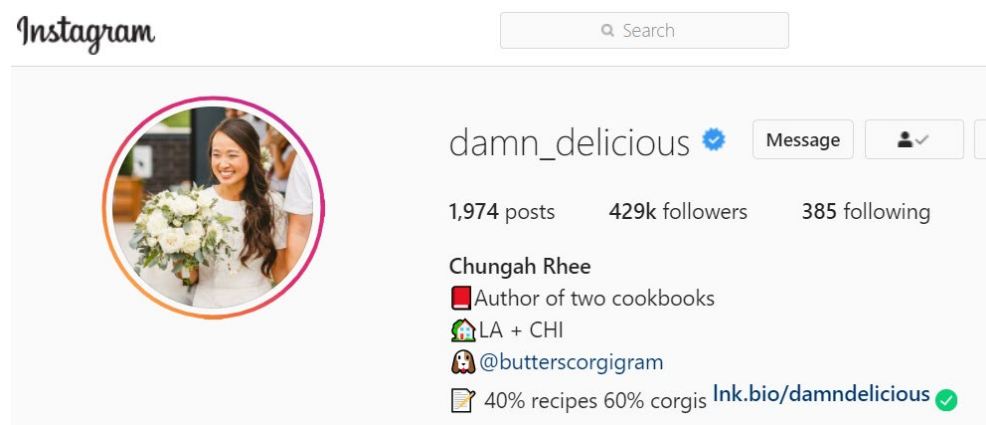 Instagram
Search
damn_delicious
Message
1,974 posts 429k followers 385 following
Chungah Rhee
Author of two cookbooks
LA + CHI
@butterscorgigram
40% recipes 60% corgis lnk.bio/damndelicious